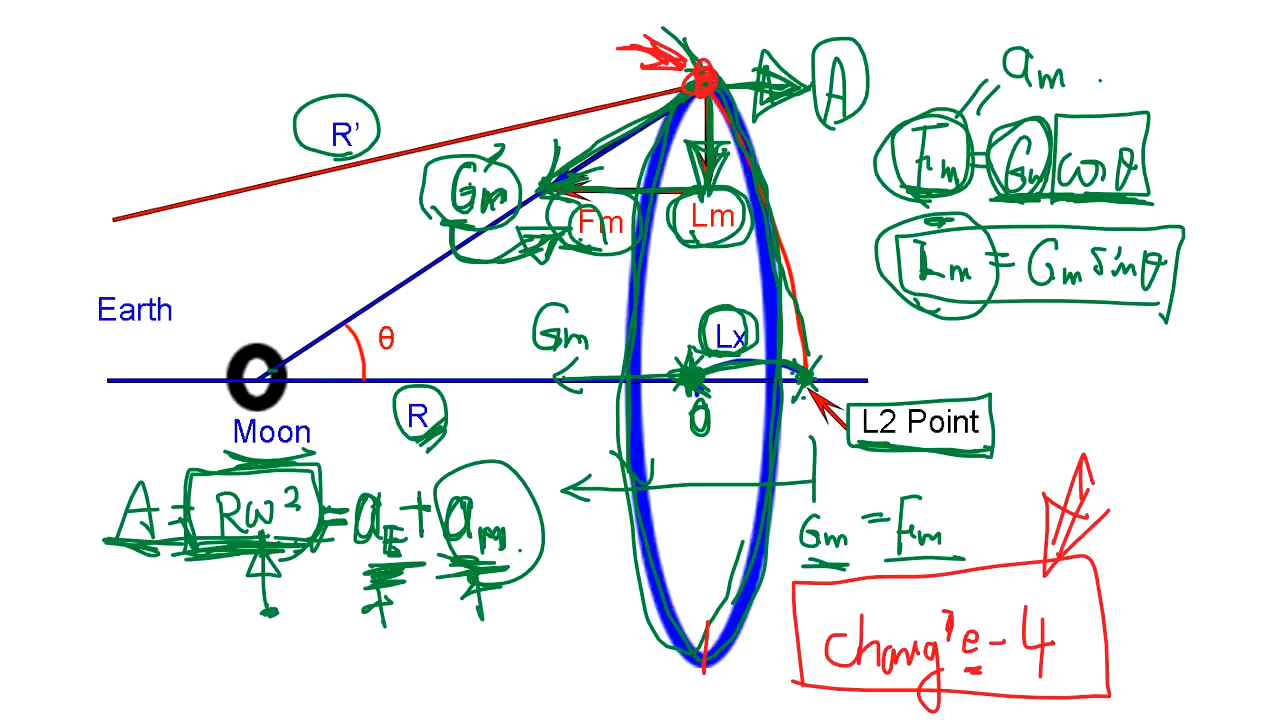 A
am
R'
Fm = Gm cos θ
Gm
Fm
Lm
Lm = Gm sin θ
Earth
θ
Gm
Lx
R
0
L2 Point
Moon
A = Rω² = aE + am
Gm = Fm
chang'e-4